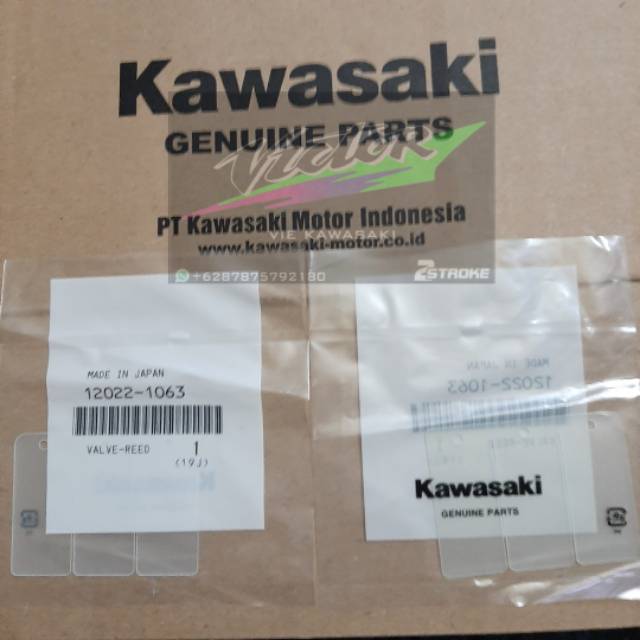 Kawasaki
GENUINE PARTS
Victor
PT Kawasaki Motor Indonesia
VIE KAWASAKI
www.kawasaki-motor.co.id
+6287875792180
2STROKE
MADE IN JAPAN
12022-1063
VALVE-REED 1
(19J)
MADE IN JAPAN
12022-1063
Kawasaki
GENUINE PARTS